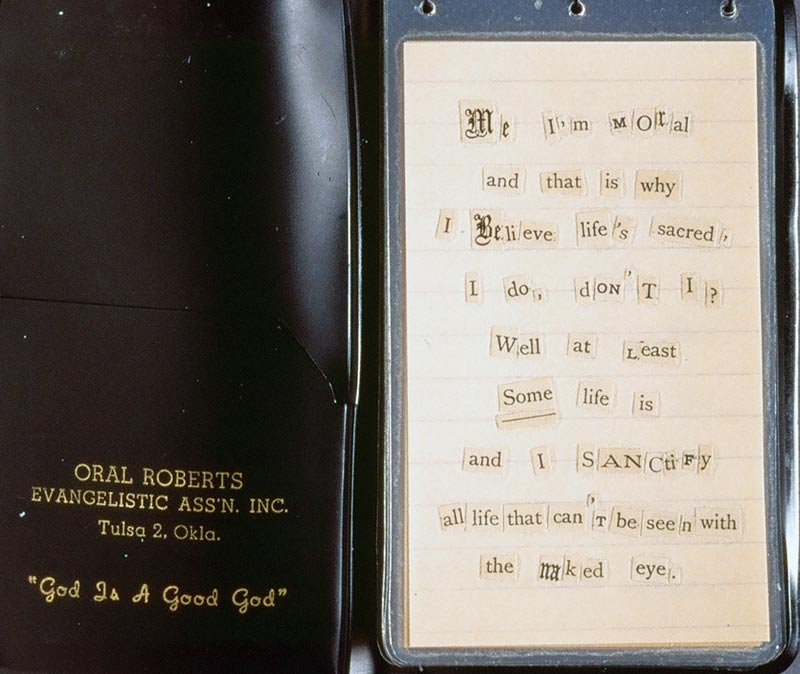 ORAL ROBERTS
EVANGELISTIC ASS'N. INC.
Tulsa 2, Okla.
"God Is A Good God"
Me I'm MOral
and that is why
I Believe life's sacred,
I do, dON'T I?
Well at Least
Some life is
and I SANCtiFy
all life that can'T be seen with
the naked eye.